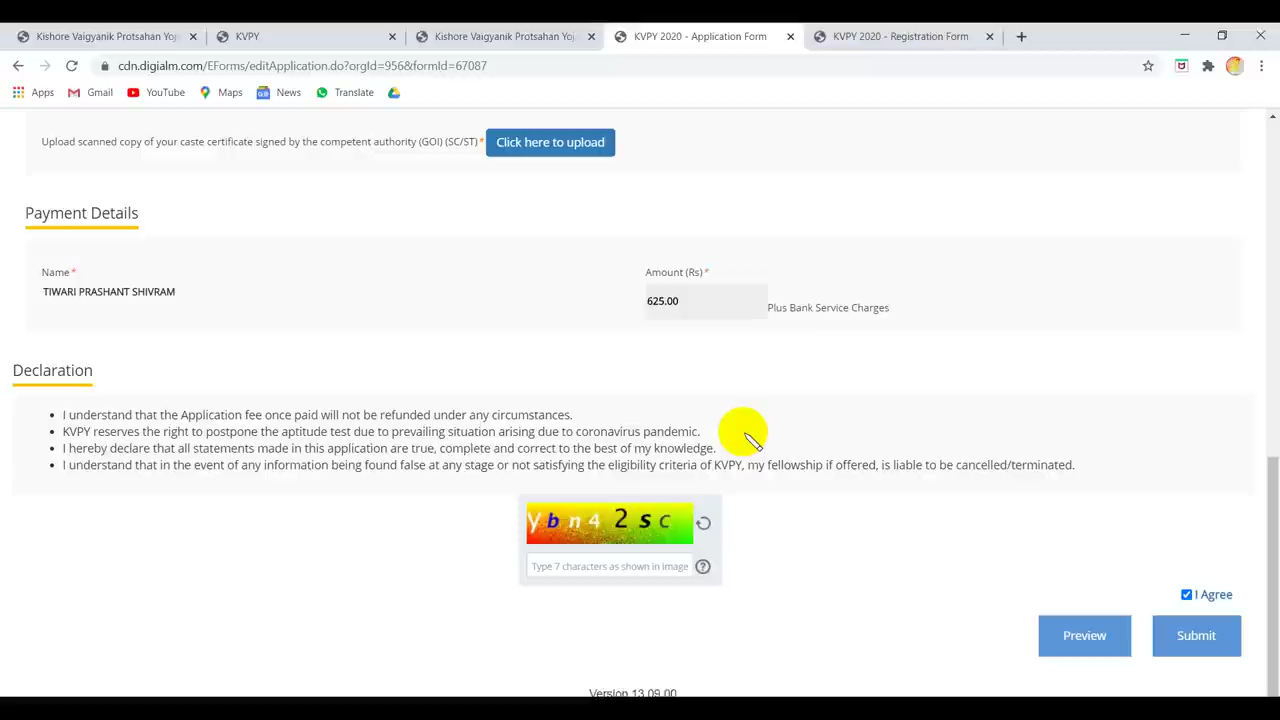 Kishore Vaigyanik Protsahan Yoj
KVPY
Kishore Vaigyanik Protsahan Yoj
KVPY 2020 - Application Form
KVPY 2020 - Registration Form
cdn.digialm.com/EForms/editApplication.do?orgId=956&formId=67087
Apps Gmail YouTube Maps News Translate
Upload scanned copy of your caste certificate signed by the competent authority (GOI) (SC/ST)* Click here to upload
Payment Details
Name* Amount (Rs)*
TIWARI PRASHANT SHIVRAM
625.00 Plus Bank Service Charges
Declaration
• I understand that the Application fee once paid will not be refunded under any circumstances.
• KVPY reserves the right to postpone the aptitude test due to prevailing situation arising due to coronavirus pandemic.
• I hereby declare that all statements made in this application are true, complete and correct to the best of my knowledge.
• I understand that in the event of any information being found false at any stage or not satisfying the eligibility criteria of KVPY, my fellowship if offered, is liable to be cancelled/terminated.
y b n 4 2 s c
Type 7 characters as shown in image
I Agree
Preview Submit
Version 13.09.00